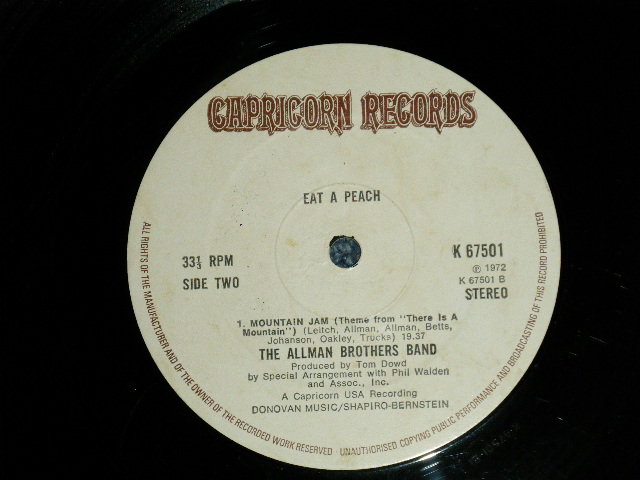 CAPRICORN RECORDS
EAT A PEACH
33⅓ RPM
SIDE TWO
K 67501
℗ 1972
K 67501 B
STEREO
1. MOUNTAIN JAM (Theme from "There Is A
Mountain") (Leitch, Allman, Allman, Betts,
Johanson, Oakley, Trucks) 19.37
THE ALLMAN BROTHERS BAND
Produced by Tom Dowd
by Special Arrangement with Phil Walden
and Assoc., Inc.
A Capricorn USA Recording
DONOVAN MUSIC/SHAPIRO-BERNSTEIN
ALL RIGHTS OF THE MANUFACTURER AND OF THE OWNER OF THE RECORDED WORK RESERVED · UNAUTHORISED COPYING PUBLIC PERFORMANCE AND BROADCASTING OF THIS RECORD PROHIBITED